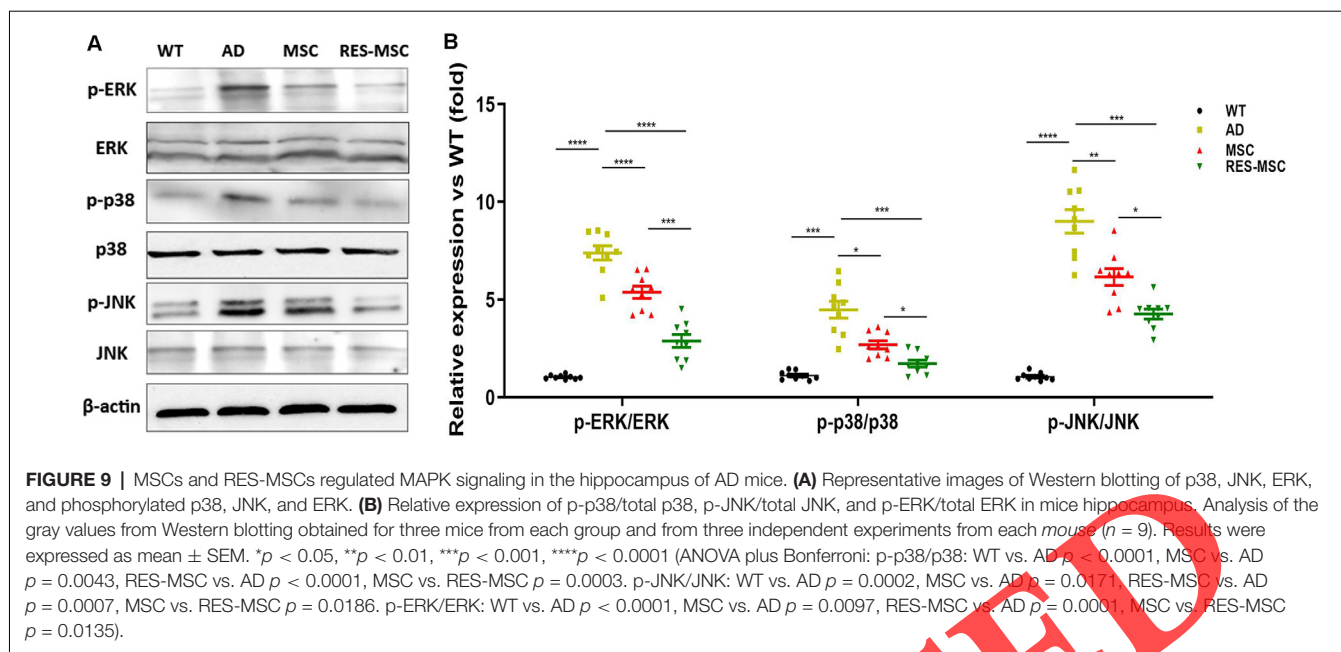 A
WT AD MSC RES-MSC
p-ERK
ERK
p-p38
p38
p-JNK
JNK
β-actin
B
Relative expression vs WT (fold)
15
10
5
0
**** **** **** ***
*** * *** *
**** ** *** *
p-ERK/ERK p-p38/p38 p-JNK/JNK
WT
AD
MSC
RES-MSC
FIGURE 9 | MSCs and RES-MSCs regulated MAPK signaling in the hippocampus of AD mice. (A) Representative images of Western blotting of p38, JNK, ERK,
and phosphorylated p38, JNK, and ERK. (B) Relative expression of p-p38/total p38, p-JNK/total JNK, and p-ERK/total ERK in mice hippocampus. Analysis of the
gray values from Western blotting obtained for three mice from each group and from three independent experiments from each mouse (n = 9). Results were
expressed as mean ± SEM. *p < 0.05, **p < 0.01, ***p < 0.001, ****p < 0.0001 (ANOVA plus Bonferroni: p-p38/p38: WT vs. AD p < 0.0001, MSC vs. AD
p = 0.0043, RES-MSC vs. AD p < 0.0001, MSC vs. RES-MSC p = 0.0003. p-JNK/JNK: WT vs. AD p = 0.0002, MSC vs. AD p = 0.0171, RES-MSC vs. AD
p = 0.0007, MSC vs. RES-MSC p = 0.0186. p-ERK/ERK: WT vs. AD p < 0.0001, MSC vs. AD p = 0.0097, RES-MSC vs. AD p = 0.0001, MSC vs. RES-MSC
p = 0.0135).